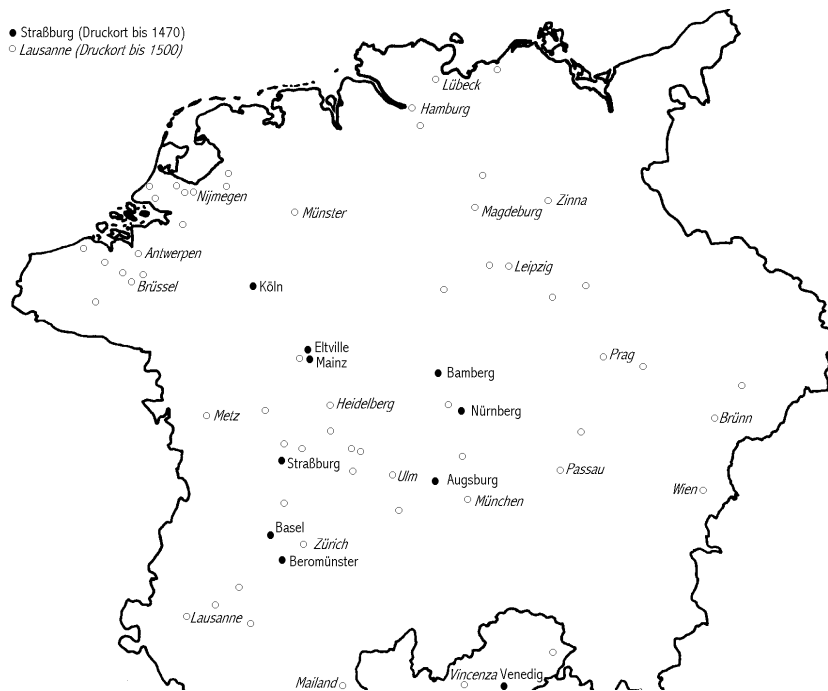 Straßburg (Druckort bis 1470)
Lausanne (Druckort bis 1500)
Lübeck
Hamburg
Nijmegen
Münster
Zinna
Magdeburg
Antwerpen
Leipzig
Brüssel
Köln
Eltville
Mainz
Prag
Bamberg
Heidelberg
Nürnberg
Metz
Brünn
Straßburg
Passau
Ulm
Augsburg
Wien
München
Basel
Zürich
Beromünster
Lausanne
Vincenza Venedig
Mailand